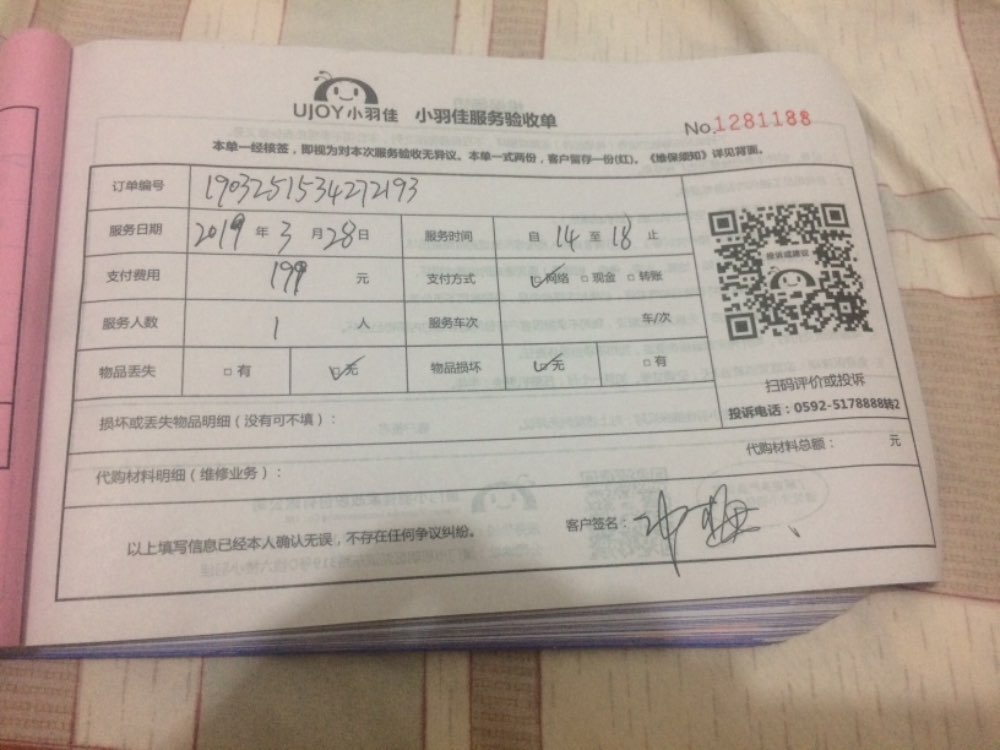 UJOY小羽佳 小羽佳服务验收单
No.1281188
本单一经核签，即视为对本次服务验收无异议。本单一式两份，客户留存一份(红)。《维保须知》详见背面。
订单编号 1903251534272193
服务日期 2019 年 3 月 28 日 服务时间 自 14 至 18 止
支付费用 199 元 支付方式 □网络 □现金 □转账
服务人数 1 人 服务车次 车/次
物品丢失 □有 □无 物品损坏 □无 □有
投诉或建议
扫码评价或投诉
投诉电话：0592-5178888转2
损坏或丢失物品明细（没有可不填）：
代购材料明细（维修业务）： 代购材料总额： 元
以上填写信息已经本人确认无误，不存在任何争议纠纷。 客户签名：